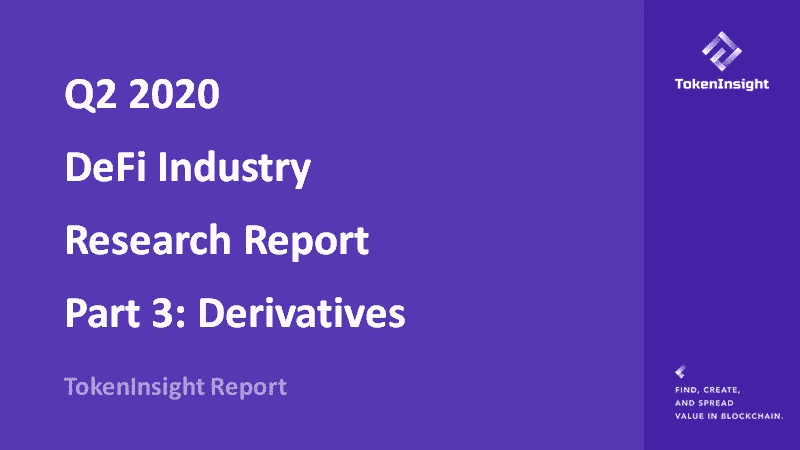 Q2 2020
DeFi Industry
Research Report
Part 3: Derivatives
TokenInsight Report
TokenInsight
FIND, CREATE,
AND SPREAD
VALUE IN BLOCKCHAIN.